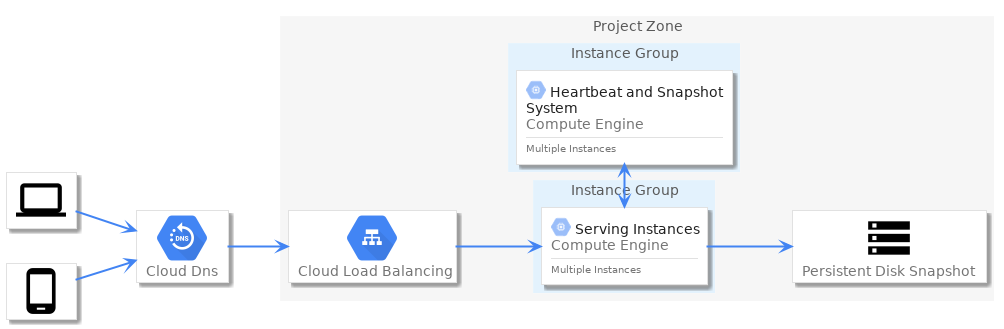 Project Zone
Instance Group
Heartbeat and Snapshot
System
Compute Engine
Multiple Instances
Instance Group
Serving Instances
Compute Engine
Multiple Instances
DNS
Cloud Dns
Cloud Load Balancing
Persistent Disk Snapshot